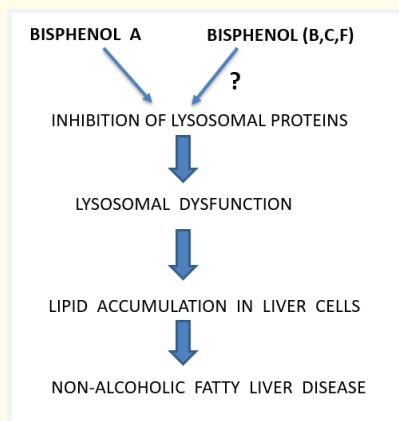 BISPHENOL A
BISPHENOL (B,C,F)
?
INHIBITION OF LYSOSOMAL PROTEINS
LYSOSOMAL DYSFUNCTION
LIPID ACCUMULATION IN LIVER CELLS
NON-ALCOHOLIC FATTY LIVER DISEASE